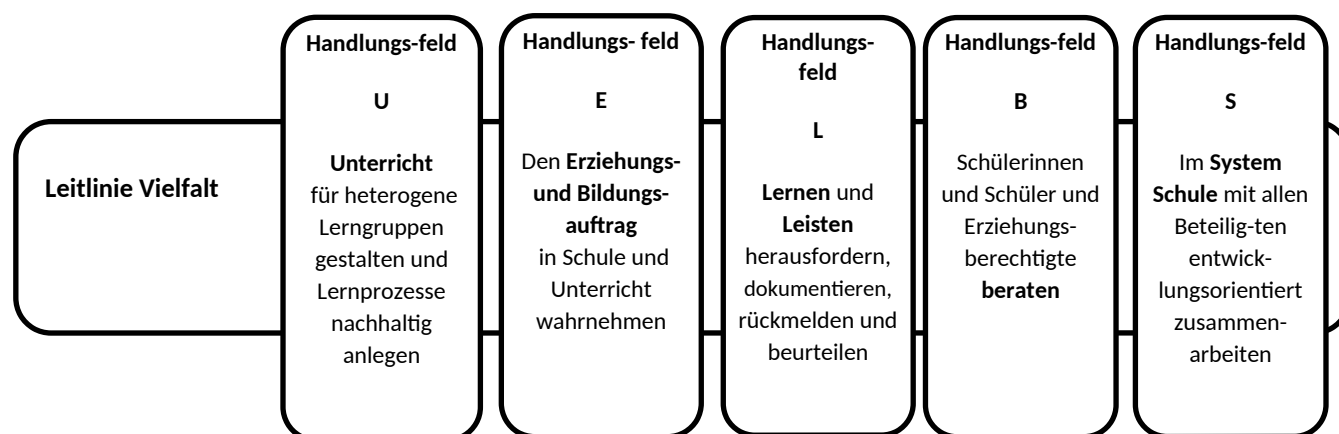 Leitlinie Vielfalt
Handlungs-feld
U
Unterricht
für heterogene
Lerngruppen
gestalten und
Lernprozesse
nachhaltig
anlegen
Handlungs- feld
E
Den Erziehungs-
und Bildungs-
auftrag
in Schule und
Unterricht
wahrnehmen
Handlungs-
feld
L
Lernen und
Leisten
herausfordern,
dokumentieren,
rückmelden und
beurteilen
Handlungs-feld
B
Schülerinnen
und Schüler und
Erziehungs-
berechtigte
beraten
Handlungs-feld
S
Im System
Schule mit allen
Beteilig-ten
entwick-
lungsorientiert
zusammen-
arbeiten